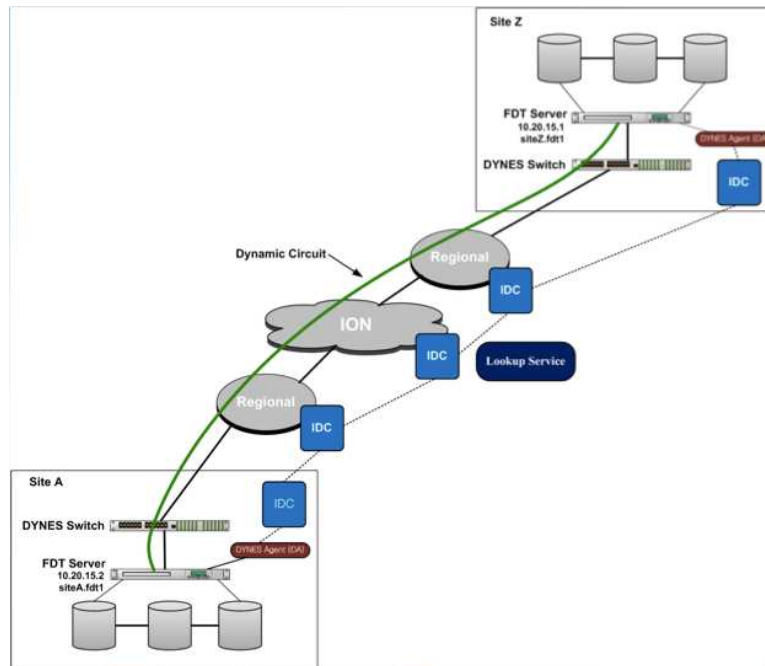 Site Z
FDT Server
10.20.15.1
siteZ.fdt1
DYNES Agent (DA)
DYNES Switch
IDC
Dynamic Circuit
Regional
IDC
ION
IDC
Lookup Service
Regional
IDC
Site A
IDC
DYNES Switch
DYNES Agent (DA)
FDT Server
10.20.15.2
siteA.fdt1